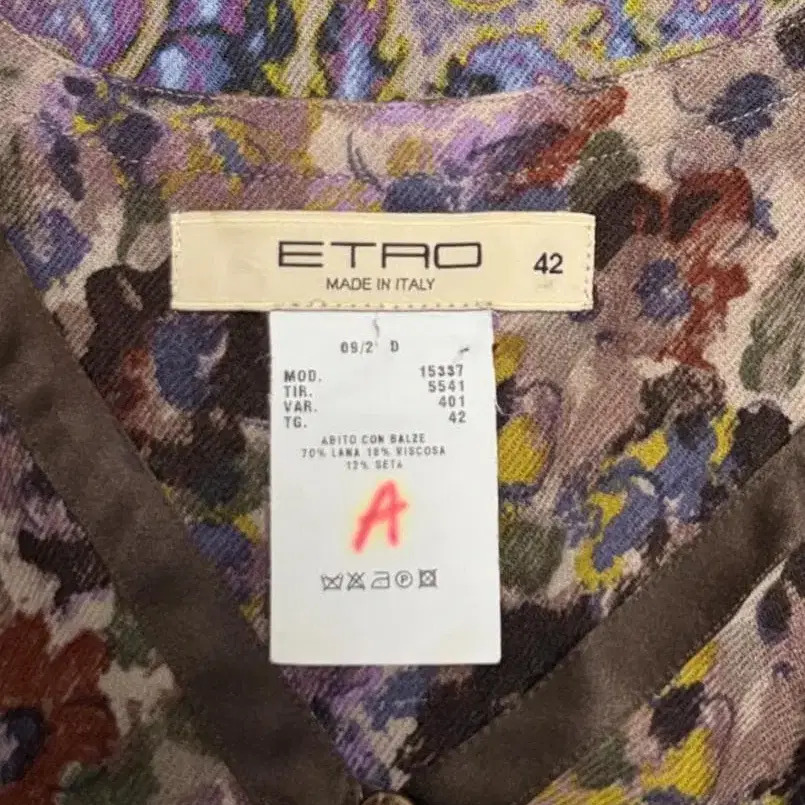 ETRO
MADE IN ITALY
42
09/2 D
MOD. 15337
TIR. 5541
VAR. 401
TG. 42
ABITO CON BALZE
70% LANA 18% VISCOSA
12% SETA
A